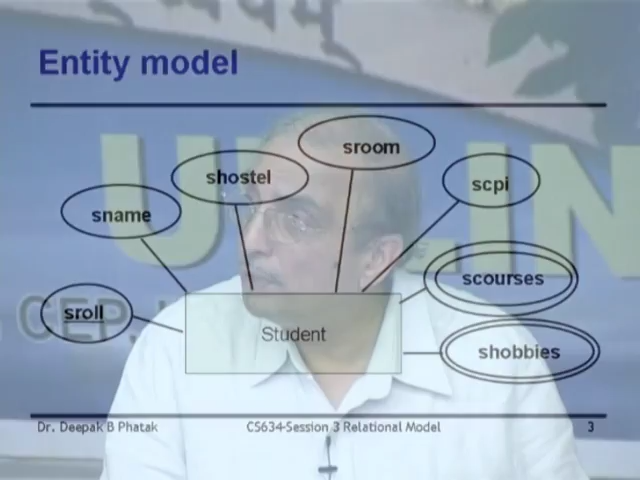 Entity model
sroom
shostel
scpi
sname
scourses
sroll
Student
shobbies
Dr. Deepak B Phatak
CS634-Session 3 Relational Model
3